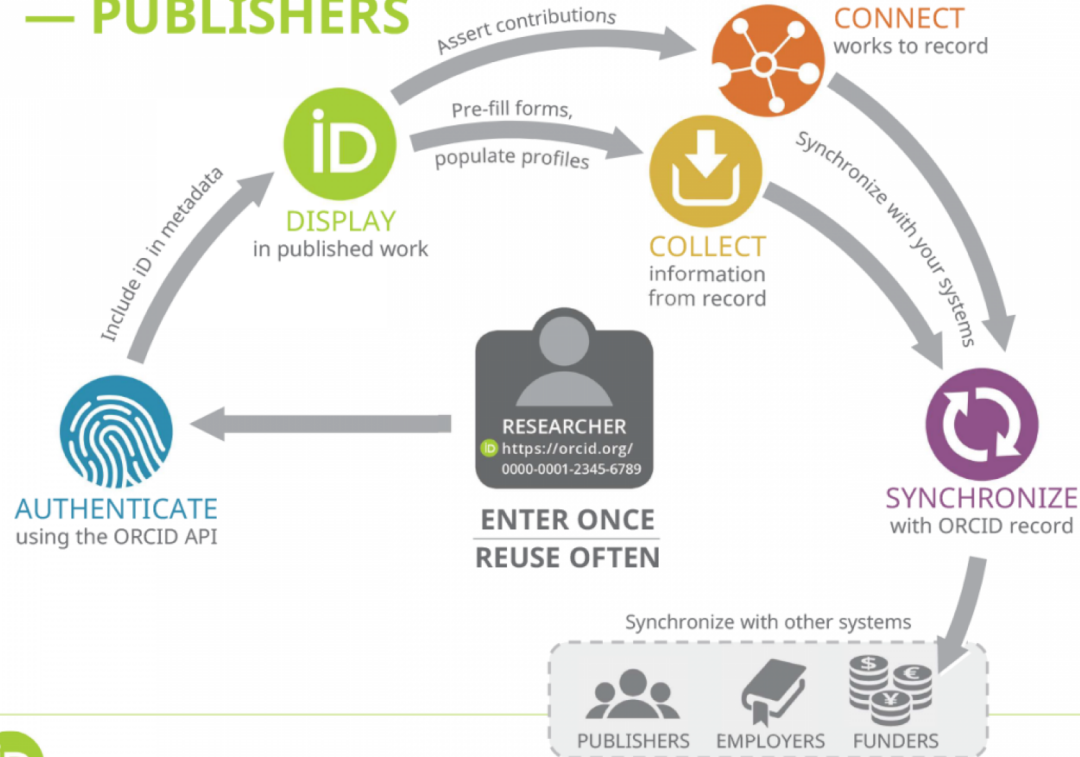 — PUBLISHERS
Assert contributions
CONNECT
works to record
Pre-fill forms,
populate profiles
iD
DISPLAY
in published work
Include iD in metadata
COLLECT
information
from record
Synchronize with your systems
RESEARCHER
iD https://orcid.org/
0000-0001-2345-6789
AUTHENTICATE
using the ORCID API
ENTER ONCE
REUSE OFTEN
SYNCHRONIZE
with ORCID record
Synchronize with other systems
$ € ¥
PUBLISHERS EMPLOYERS FUNDERS